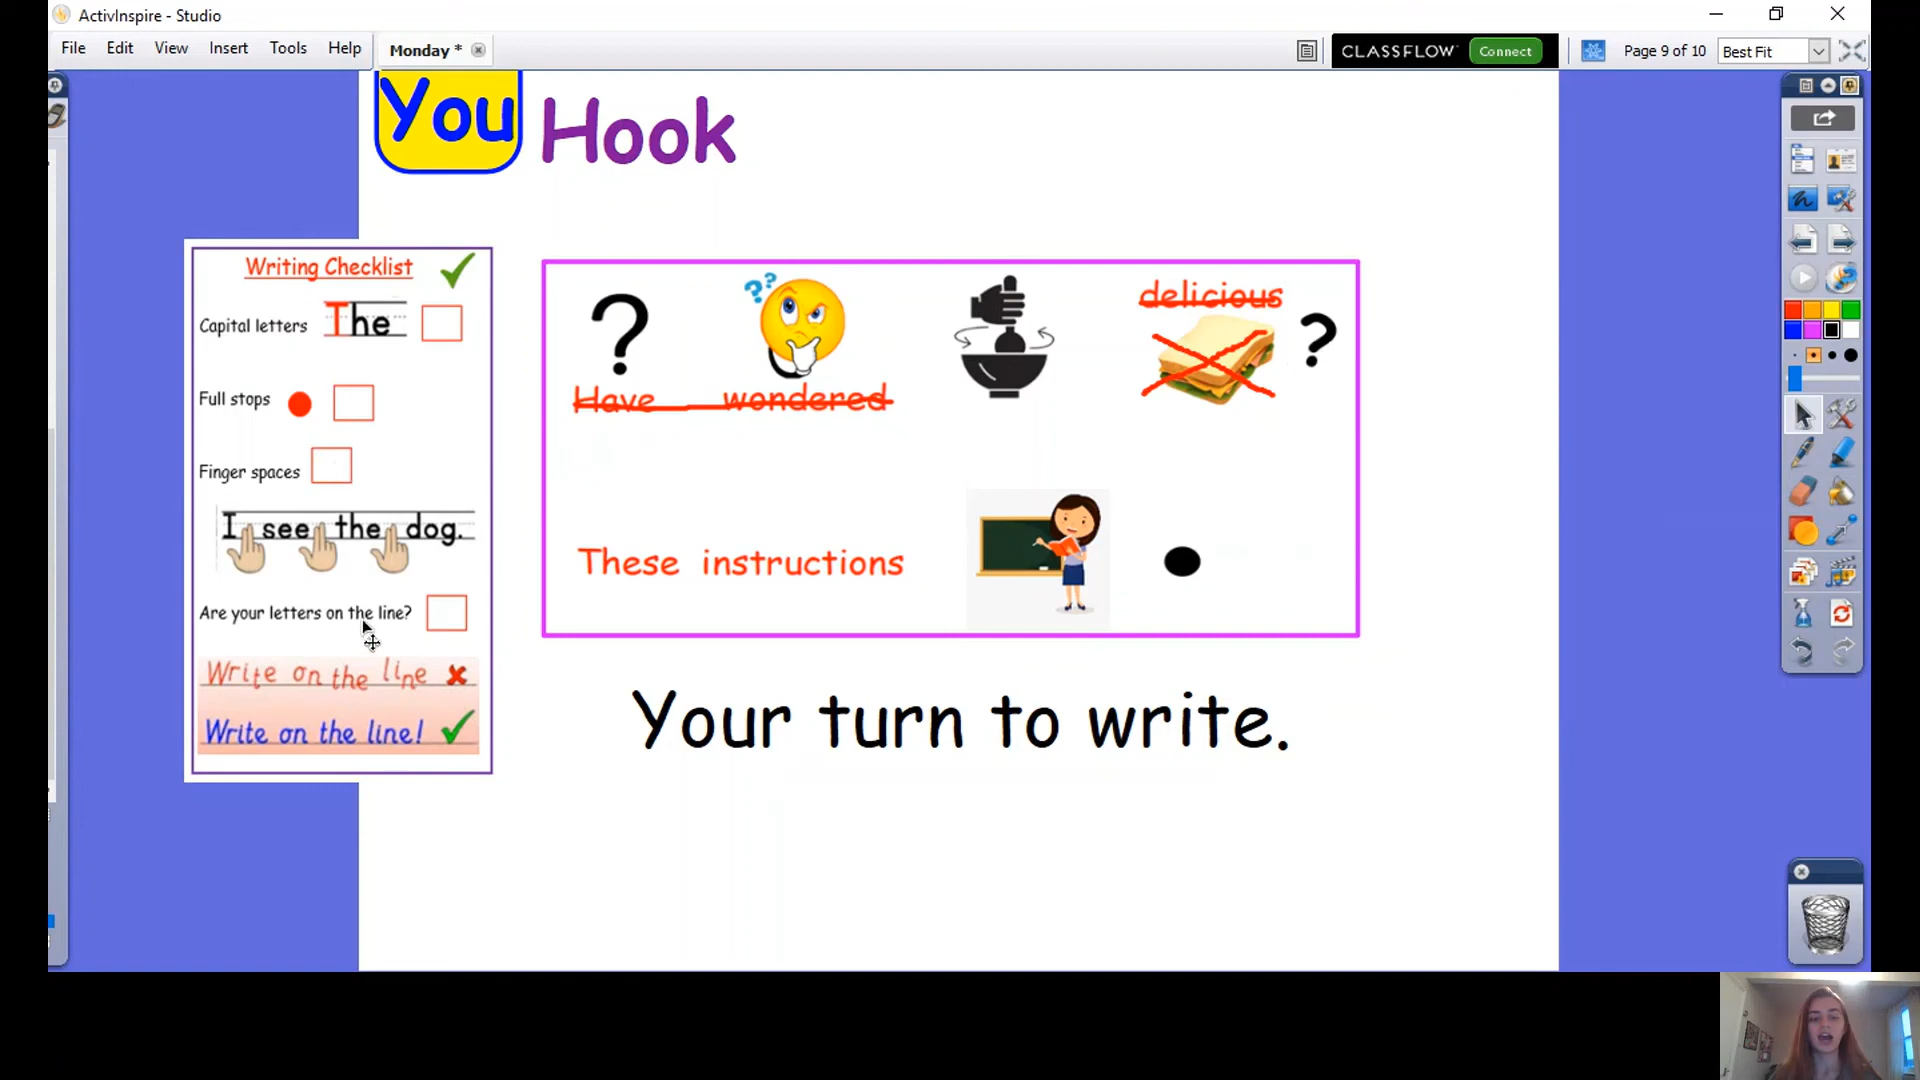 ActivInspire - Studio
File Edit View Insert Tools Help
Monday *
CLASSFLOW Connect
Page 9 of 10 Best Fit
You Hook
Writing Checklist
Capital letters The
Full stops
Finger spaces
I see the dog.
Are your letters on the line?
Write on the line
Write on the line!
? ?? delicious ?
Have wondered
These instructions
Your turn to write.